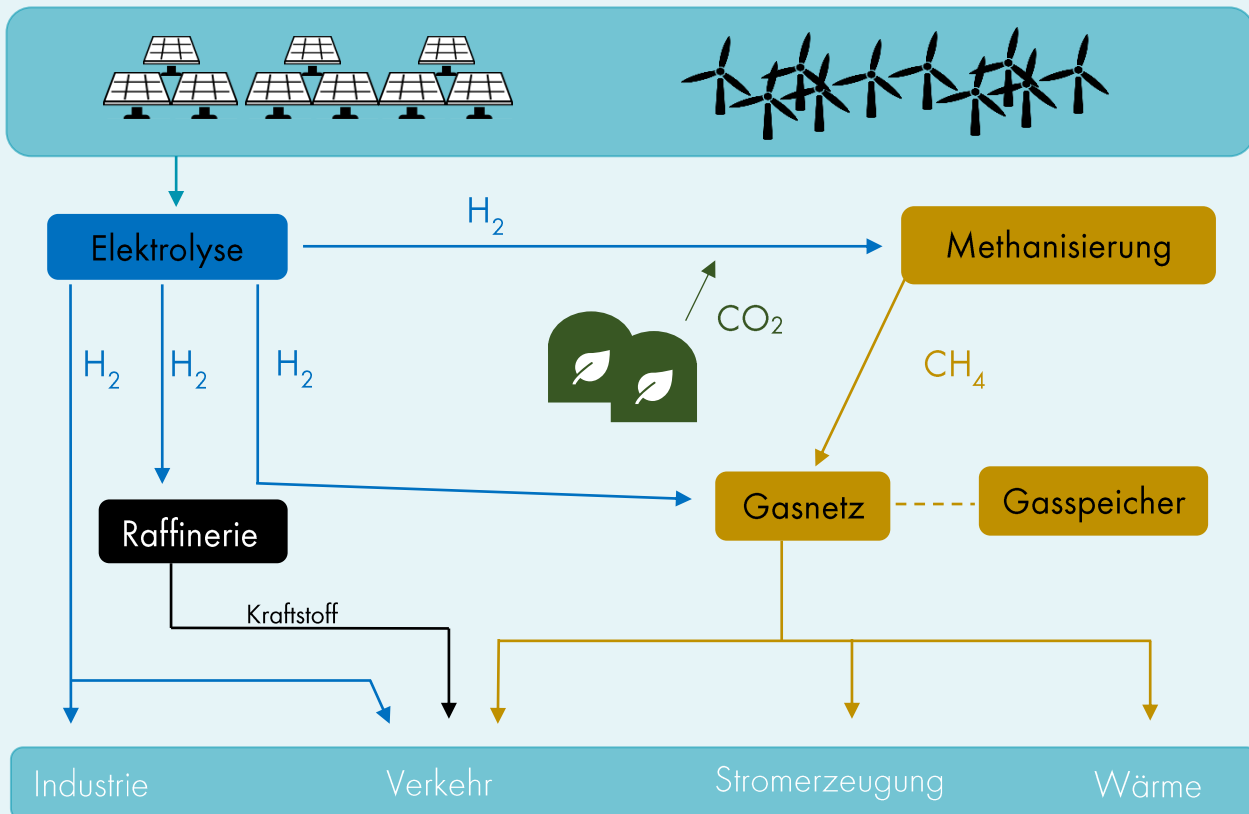 H₂
Elektrolyse
Methanisierung
CO₂
H₂
H₂
H₂
CH₄
Gasnetz
Gasspeicher
Raffinerie
Kraftstoff
Industrie
Verkehr
Stromerzeugung
Wärme